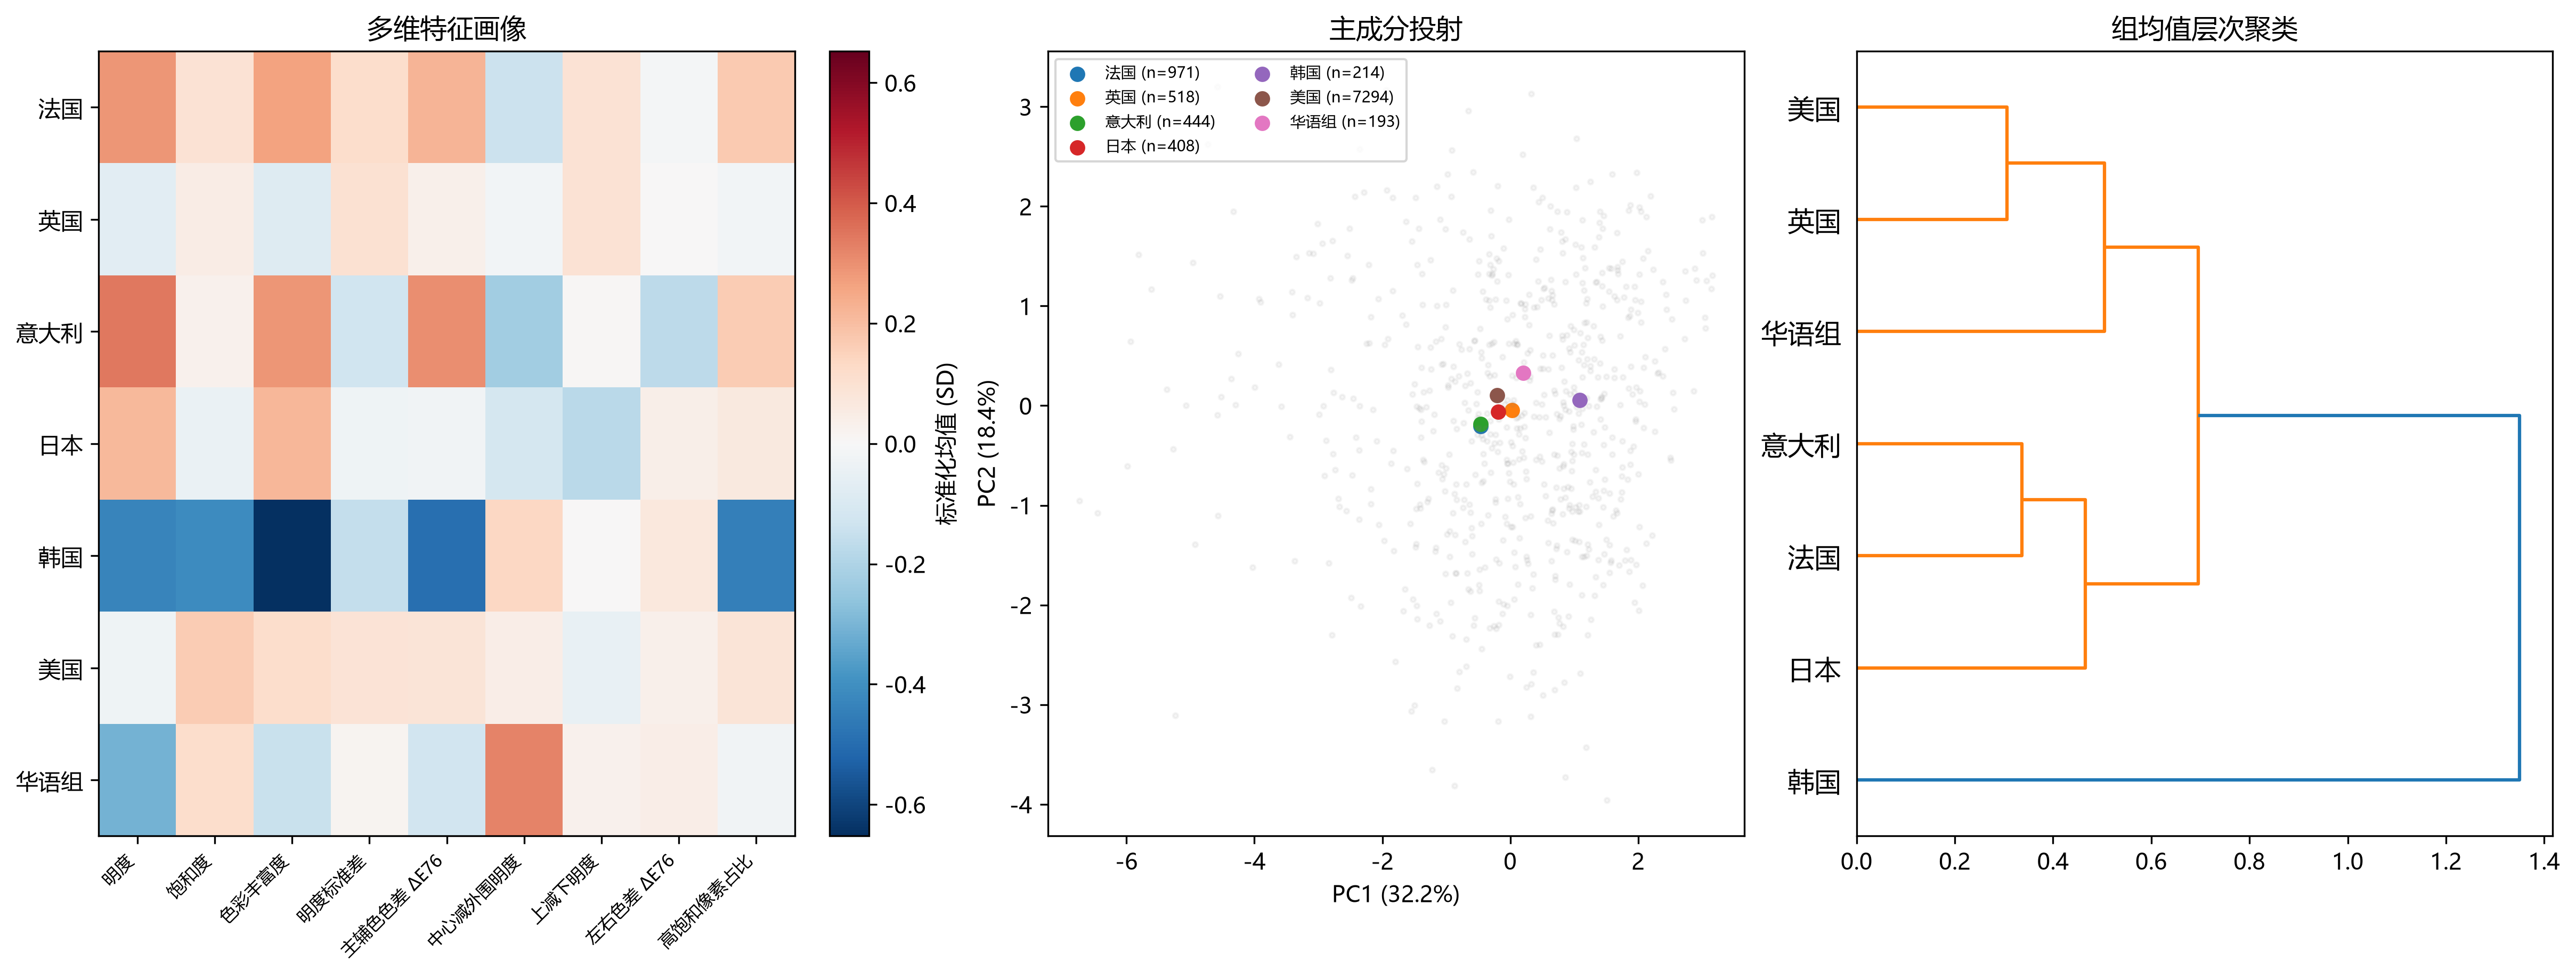 多维特征画像
法国
英国
意大利
日本
韩国
美国
华语组
明度
饱和度
色彩丰富度
明度标准差
主辅色色差 ΔE76
中心减外围明度
上减下明度
左右色差 ΔE76
高饱和像素占比
0.6
0.4
0.2
0.0
-0.2
-0.4
-0.6
标准化均值 (SD)
主成分投射
法国 (n=971)
英国 (n=518)
意大利 (n=444)
日本 (n=408)
韩国 (n=214)
美国 (n=7294)
华语组 (n=193)
3
2
1
0
-1
-2
-3
-4
PC2 (18.4%)
-6
-4
-2
0
2
PC1 (32.2%)
组均值层次聚类
美国
英国
华语组
意大利
法国
日本
韩国
0.0
0.2
0.4
0.6
0.8
1.0
1.2
1.4